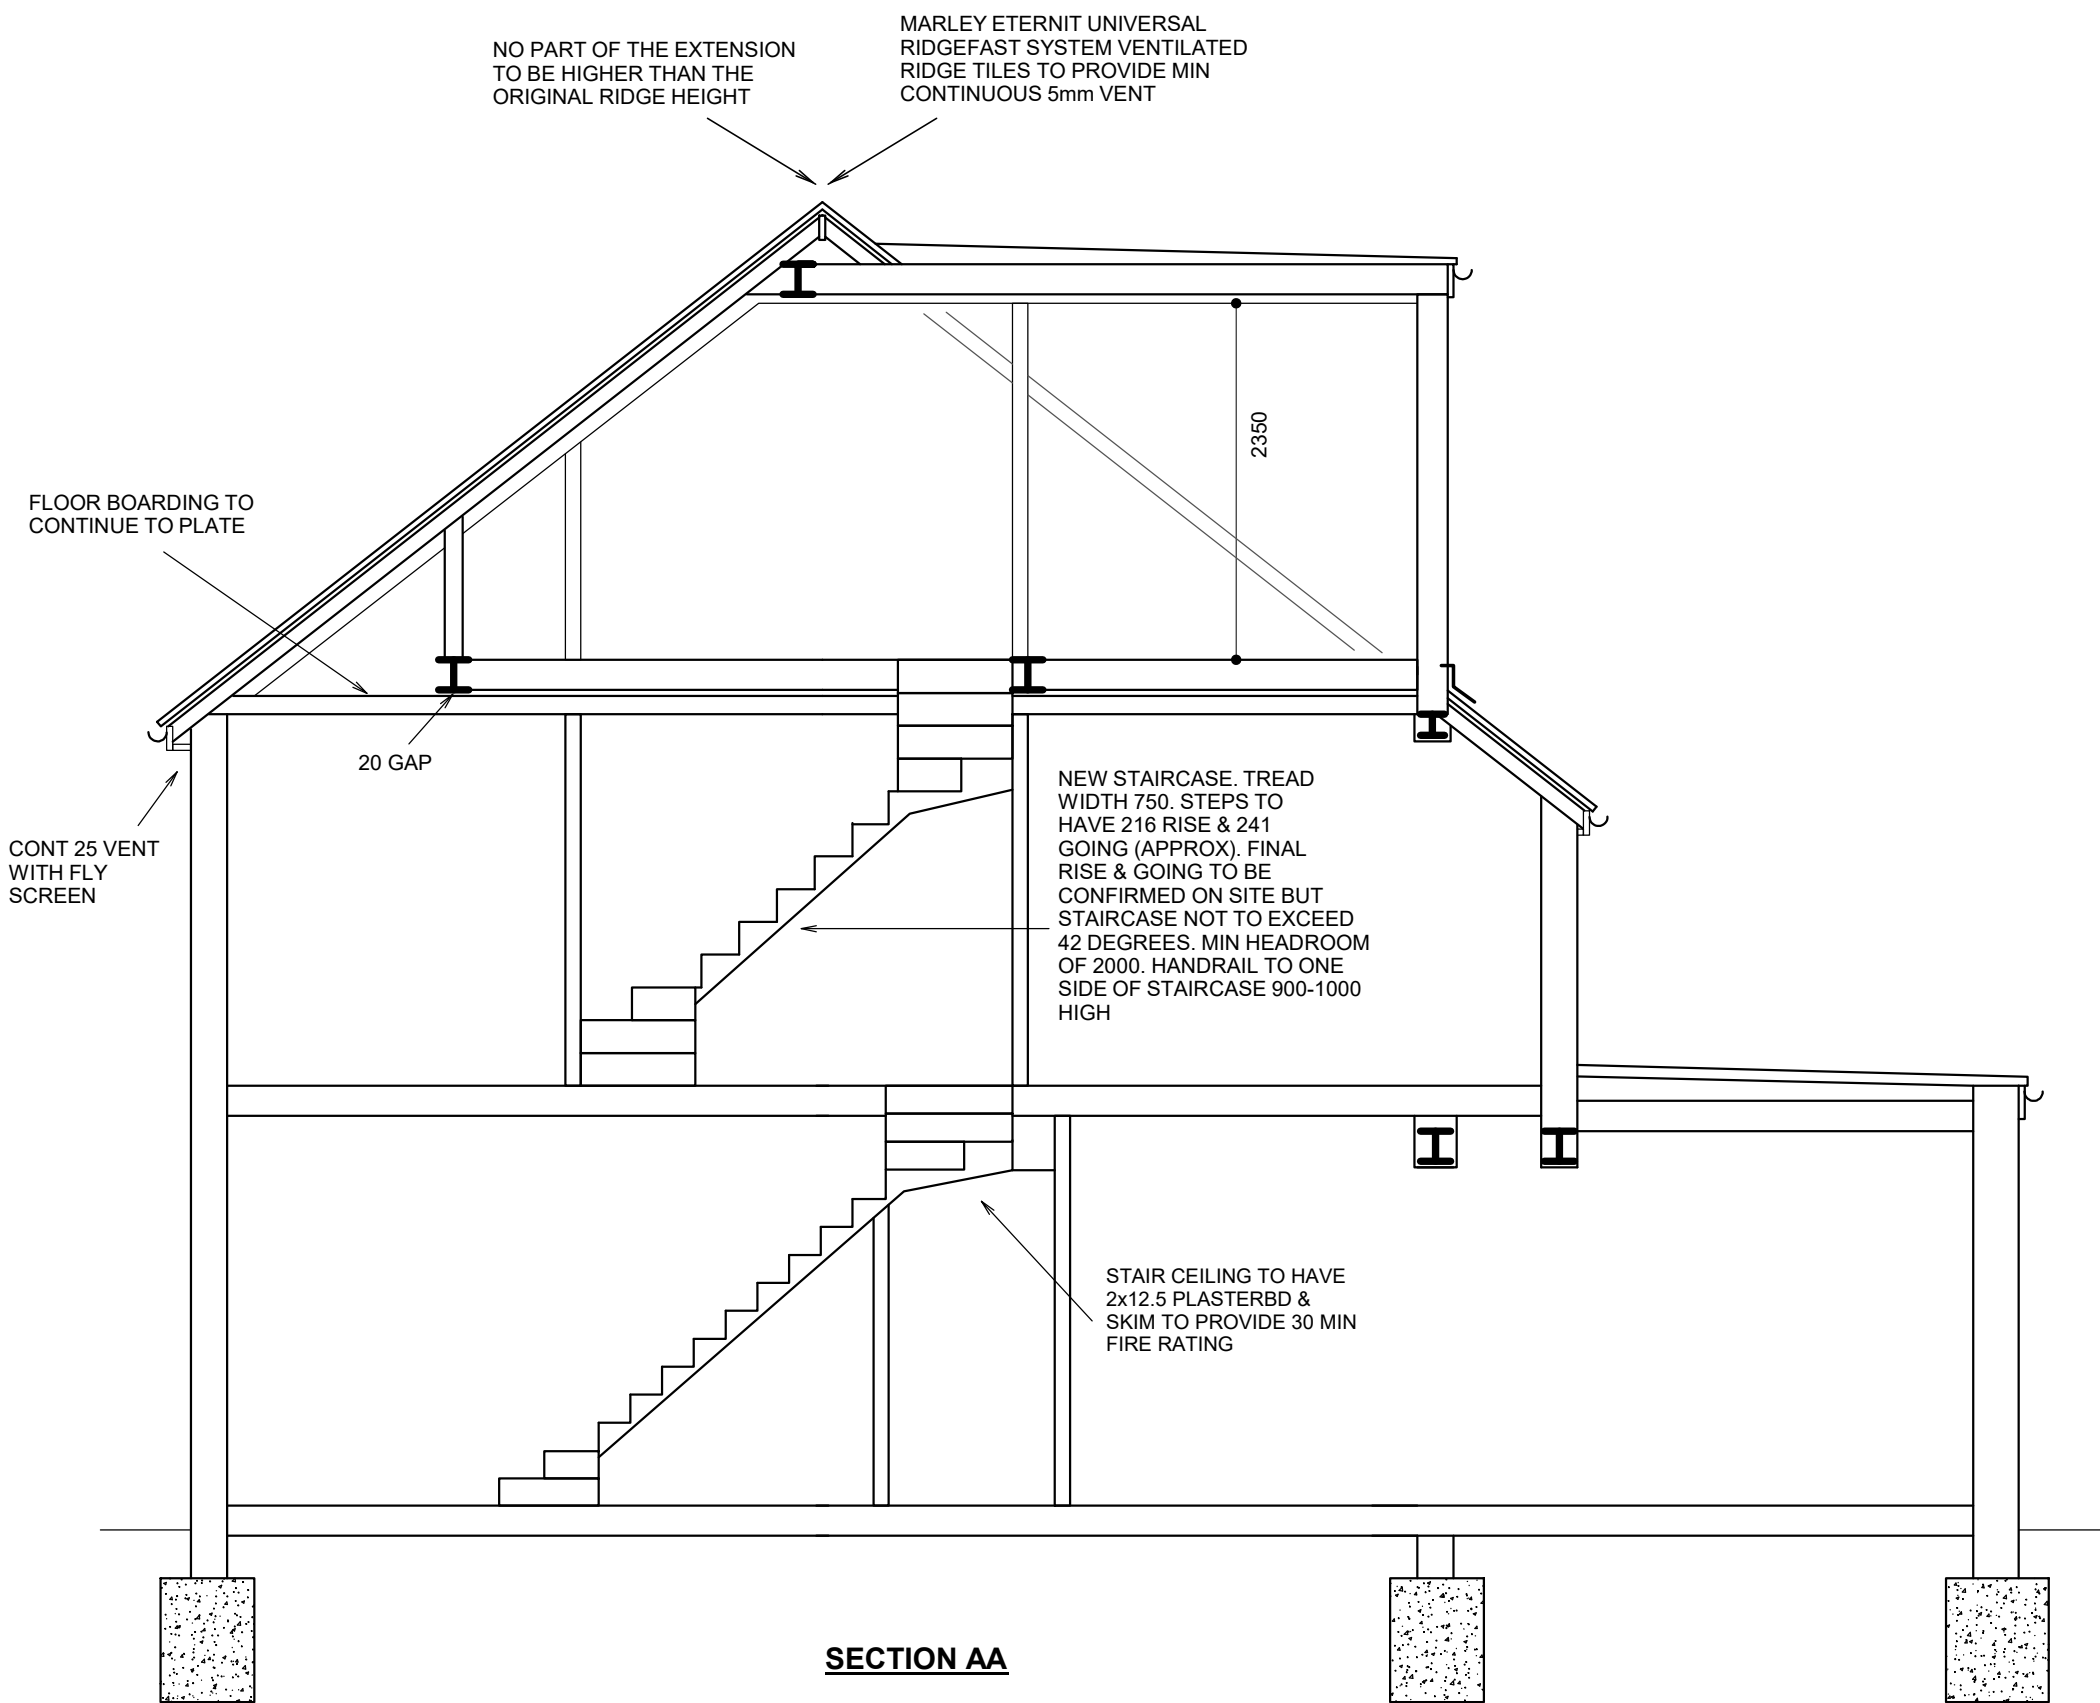 NO PART OF THE EXTENSION
TO BE HIGHER THAN THE
ORIGINAL RIDGE HEIGHT
MARLEY ETERNIT UNIVERSAL
RIDGEFAST SYSTEM VENTILATED
RIDGE TILES TO PROVIDE MIN
CONTINUOUS 5mm VENT
2350
FLOOR BOARDING TO
CONTINUE TO PLATE
20 GAP
CONT 25 VENT
WITH FLY
SCREEN
NEW STAIRCASE. TREAD
WIDTH 750. STEPS TO
HAVE 216 RISE & 241
GOING (APPROX). FINAL
RISE & GOING TO BE
CONFIRMED ON SITE BUT
STAIRCASE NOT TO EXCEED
42 DEGREES. MIN HEADROOM
OF 2000. HANDRAIL TO ONE
SIDE OF STAIRCASE 900-1000
HIGH
STAIR CEILING TO HAVE
2x12.5 PLASTERBD &
SKIM TO PROVIDE 30 MIN
FIRE RATING
SECTION AA